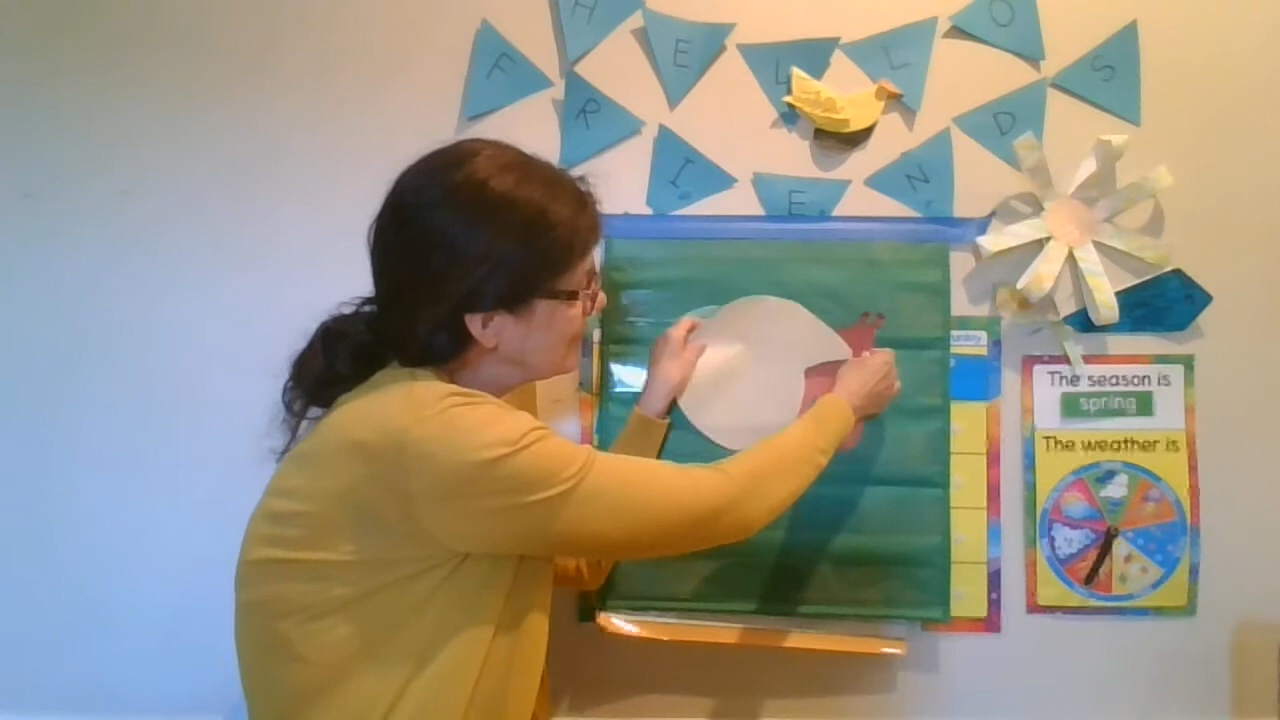 HELLO
FRIENDS
The season is
spring
The weather is